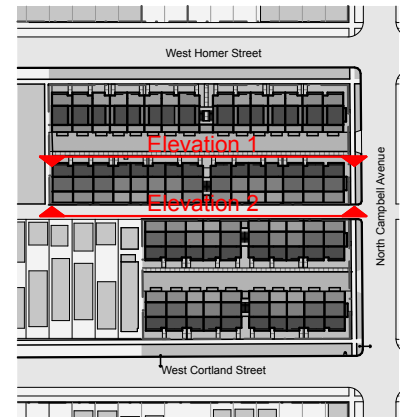 West Homer Street
Elevation 1
North Campbell Avenue
Elevation 2
West Cortland Street